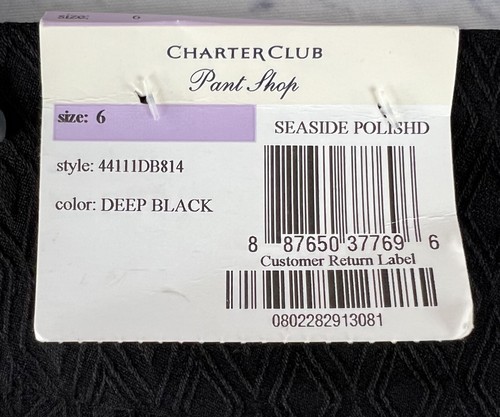 size: 6
CHARTER CLUB
Pant Shop
size: 6
SEASIDE POLISHD
style: 44111DB814
color: DEEP BLACK
8 87650 37769 6
Customer Return Label
0802282913081